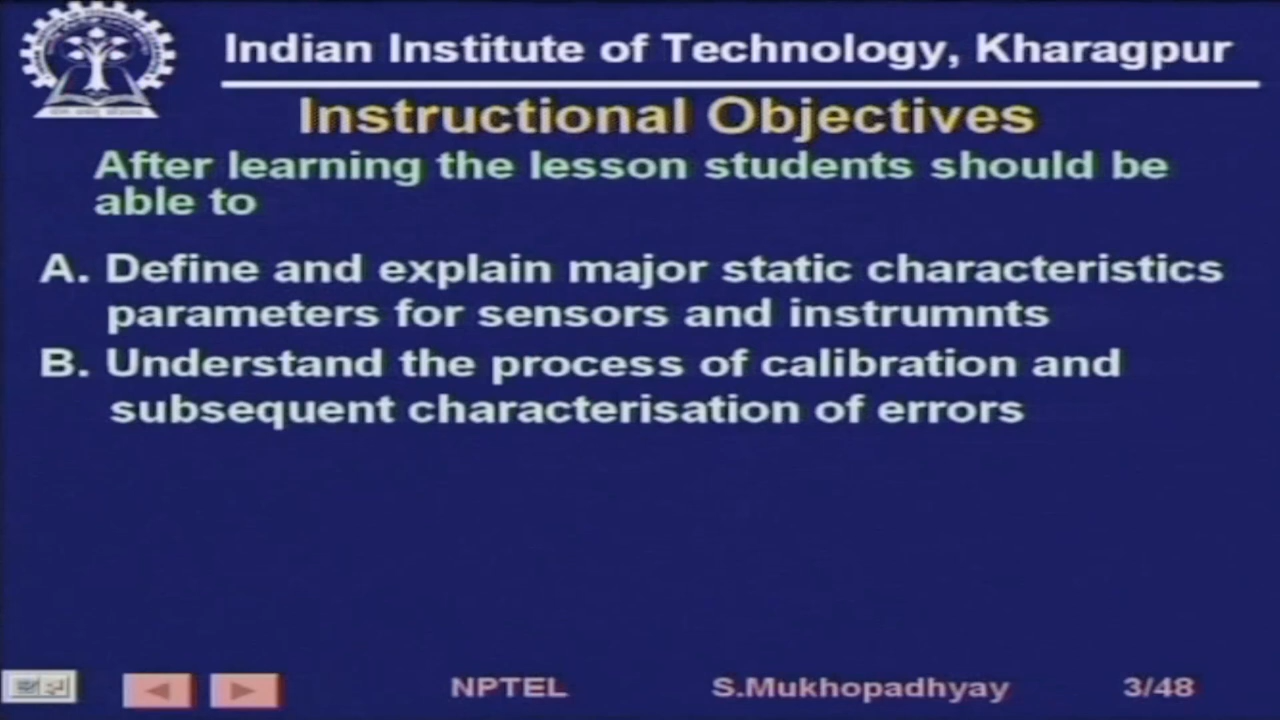 Indian Institute of Technology, Kharagpur
Instructional Objectives
After learning the lesson students should be
able to
A. Define and explain major static characteristics
parameters for sensors and instrumnts
B. Understand the process of calibration and
subsequent characterisation of errors
NPTEL S.Mukhopadhyay 3/48